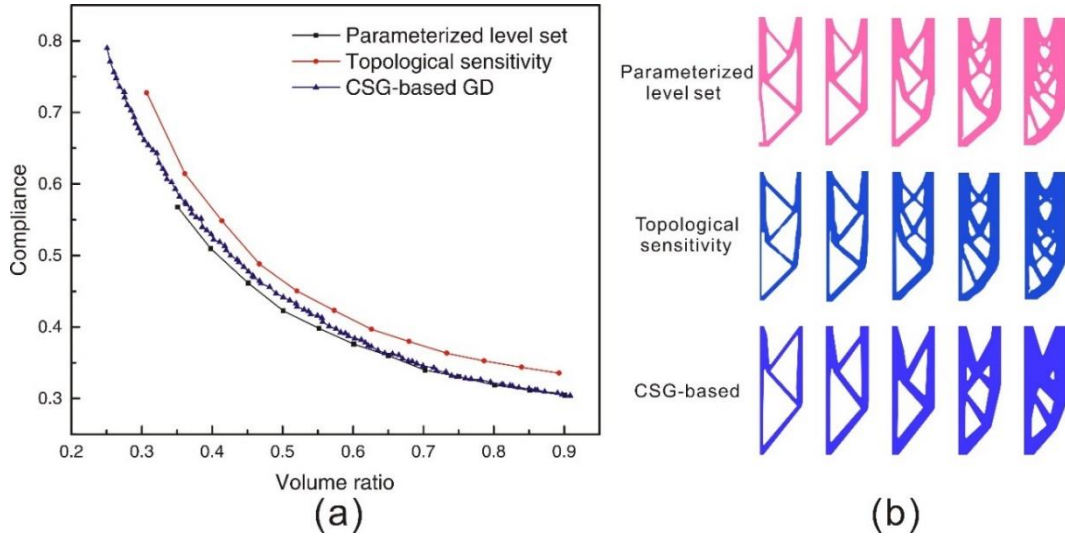 0.8
0.7
0.6
0.5
0.4
0.3
Compliance
Parameterized level set
Topological sensitivity
CSG-based GD
0.2 0.3 0.4 0.5 0.6 0.7 0.8 0.9
Volume ratio
(a)
Parameterized
level set
Topological
sensitivity
CSG-based
(b)